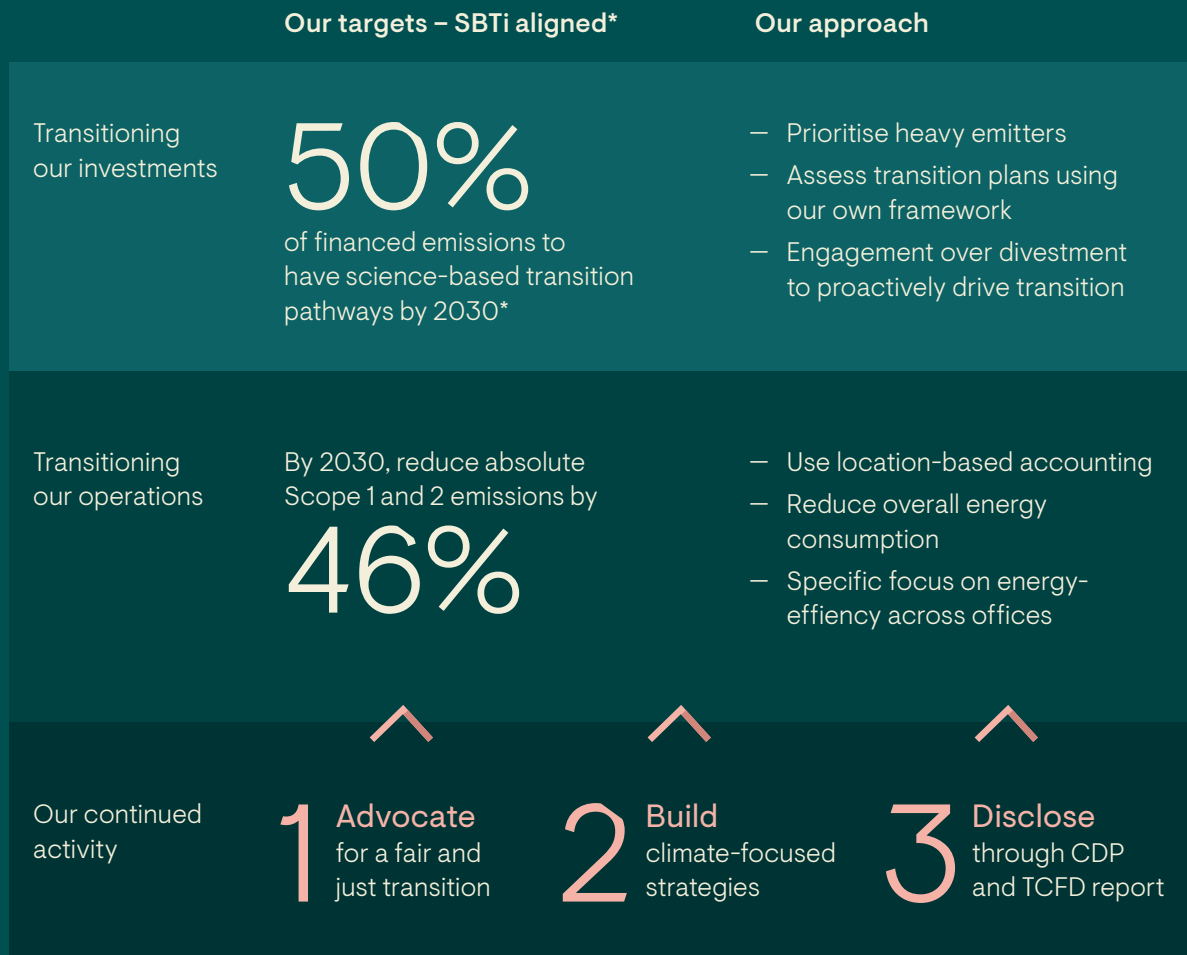 Our targets – SBTi aligned*
Our approach
Transitioning
our investments
50%
of financed emissions to
have science-based transition
pathways by 2030*
— Prioritise heavy emitters
— Assess transition plans using
our own framework
— Engagement over divestment
to proactively drive transition
Transitioning
our operations
By 2030, reduce absolute
Scope 1 and 2 emissions by
46%
— Use location-based accounting
— Reduce overall energy
consumption
— Specific focus on energy-
effiency across offices
Our continued
activity
1 Advocate
for a fair and
just transition
2 Build
climate-focused
strategies
3 Disclose
through CDP
and TCFD report